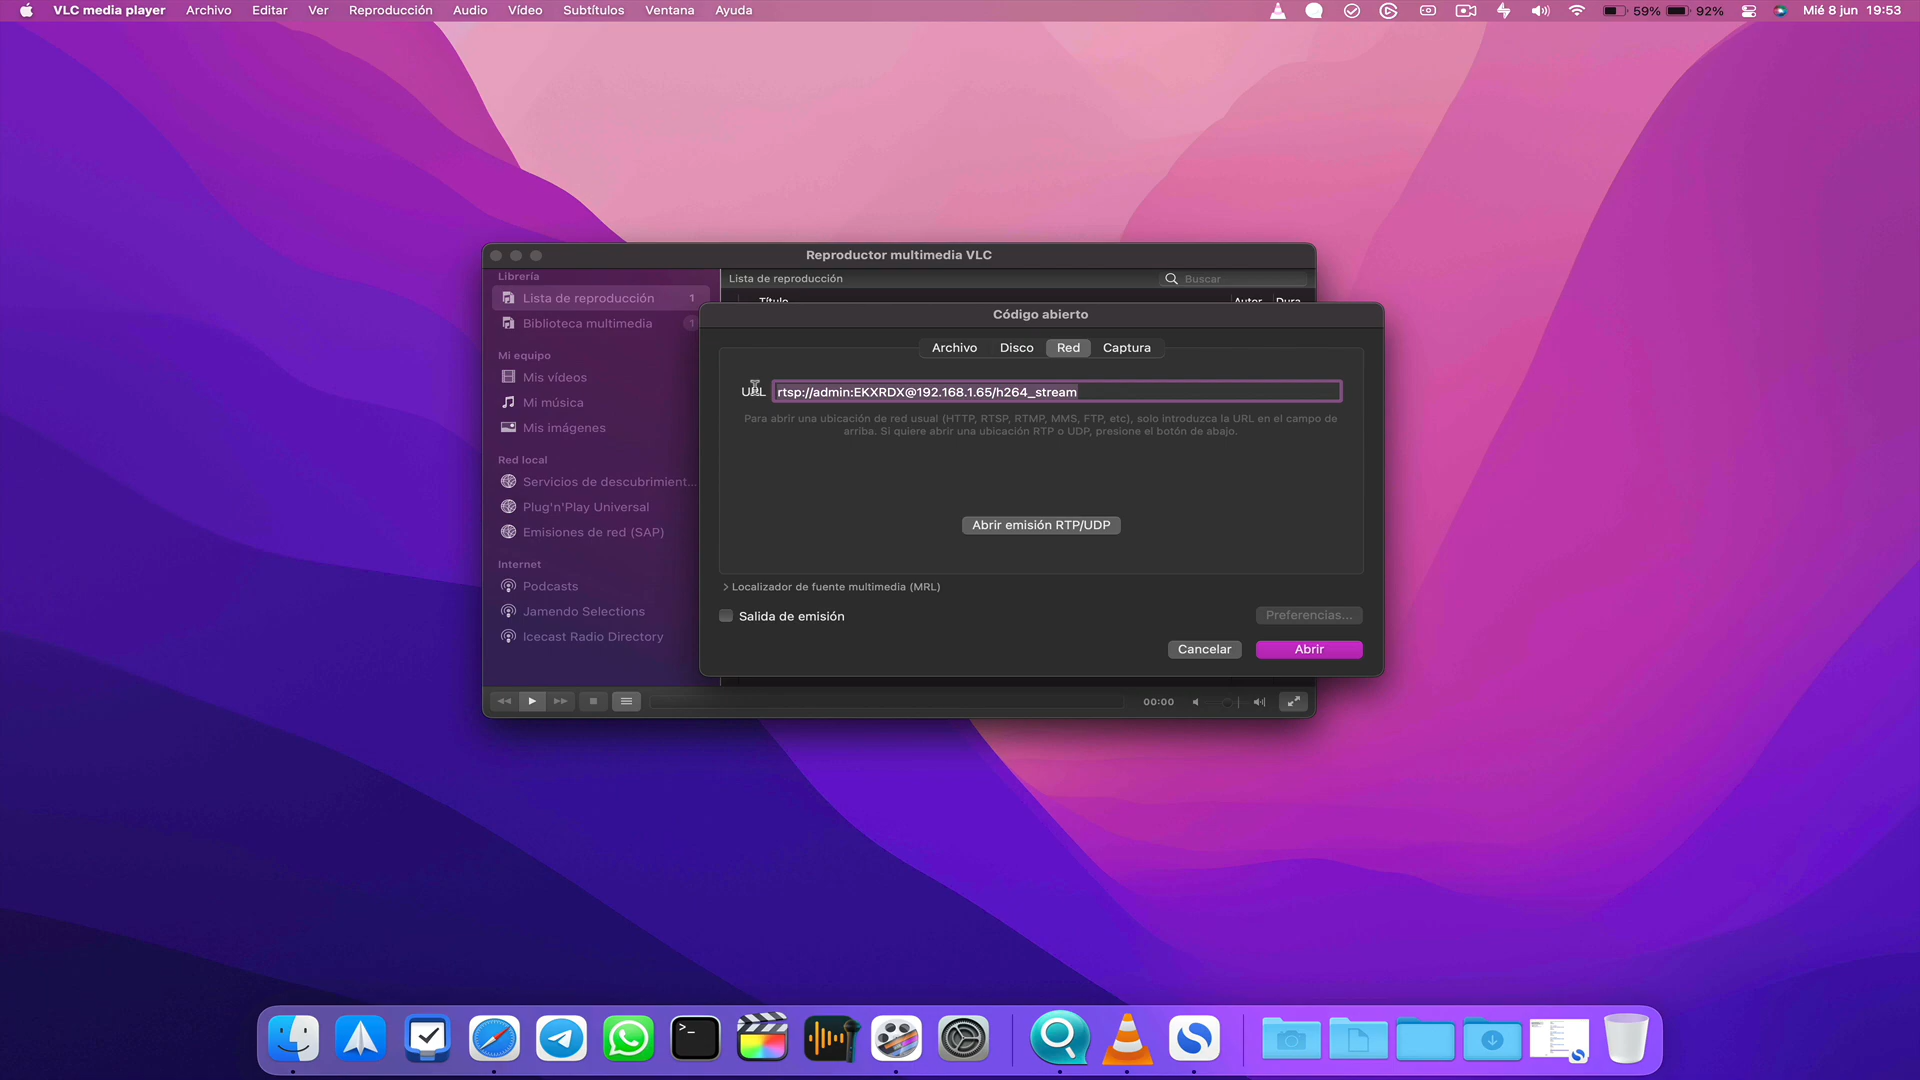 VLC media player Archivo Editar Ver Reproducción Audio Vídeo Subtítulos Ventana Ayuda 59% 92% Mié 8 jun 19:53
Reproductor multimedia VLC
Librería
Lista de reproducción 1
Biblioteca multimedia 1
Mi equipo
Mis vídeos
Mi música
Mis imágenes
Red local
Servicios de descubrimient...
Plug'n'Play Universal
Emisiones de red (SAP)
Internet
Podcasts
Jamendo Selections
Icecast Radio Directory
Lista de reproducción Buscar
Título Autor Dura
Código abierto
Archivo Disco Red Captura
URL rtsp://admin:EKXRDX@192.168.1.65/h264_stream
Para abrir una ubicación de red usual (HTTP, RTSP, RTMP, MMS, FTP, etc), solo introduzca la URL en el campo de
arriba. Si quiere abrir una ubicación RTP o UDP, presione el botón de abajo.
Abrir emisión RTP/UDP
Localizador de fuente multimedia (MRL)
Salida de emisión Preferencias...
Cancelar Abrir
00:00